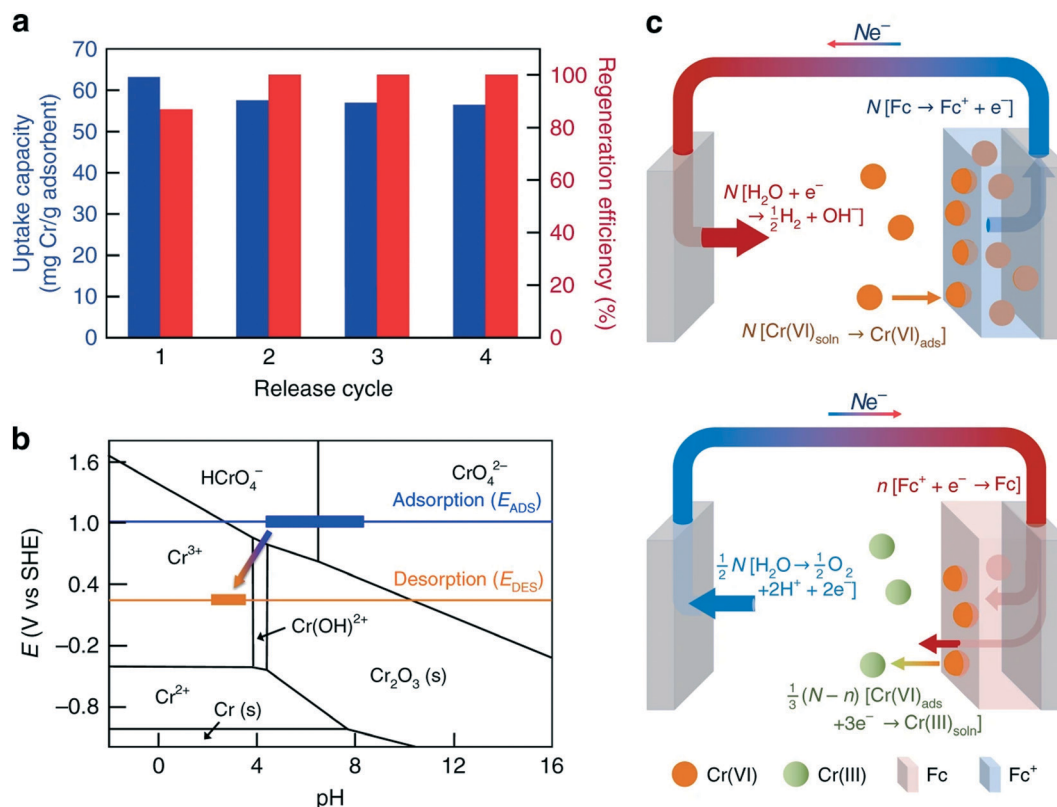 a
70
60
50
40
30
20
10
0
Uptake capacity
(mg Cr/g adsorbent)
100
80
60
40
20
0
Regeneration efficiency (%)
1 2 3 4
Release cycle
b
1.6
1.0
0.4
−0.2
−0.8
E (V vs SHE)
HCrO₄⁻
CrO₄²⁻
Adsorption (E_ADS)
Cr³⁺
Desorption (E_DES)
Cr(OH)²⁺
Cr₂O₃ (s)
Cr²⁺
Cr (s)
0 4 8 12 16
pH
c
Ne⁻
N [Fc → Fc⁺ + e⁻]
N [H₂O + e⁻
→ ½H₂ + OH⁻]
N [Cr(VI)soln → Cr(VI)ads]
Ne⁻
n [Fc⁺ + e⁻ → Fc]
½ N [H₂O → ½O₂
+2H⁺ + 2e⁻]
⅓ (N − n) [Cr(VI)ads
+3e⁻ → Cr(III)soln]
Cr(VI) Cr(III) Fc Fc⁺